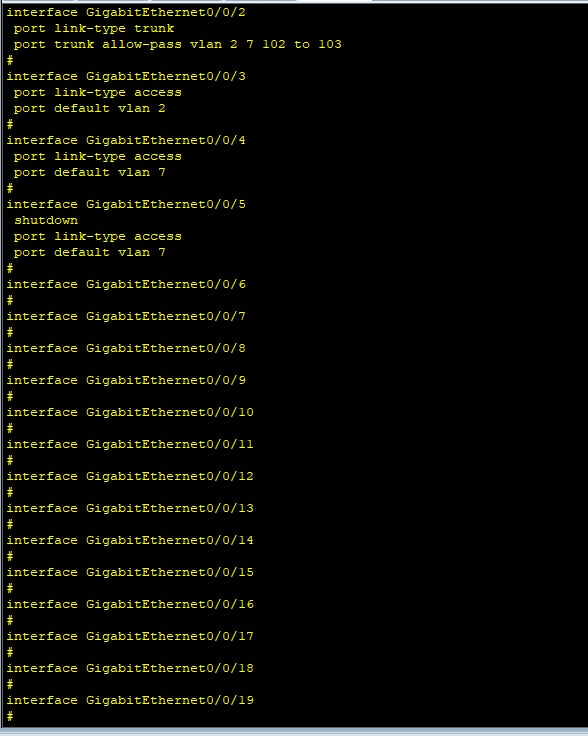 interface GigabitEthernet0/0/2
port link-type trunk
port trunk allow-pass vlan 2 7 102 to 103
#
interface GigabitEthernet0/0/3
port link-type access
port default vlan 2
#
interface GigabitEthernet0/0/4
port link-type access
port default vlan 7
#
interface GigabitEthernet0/0/5
shutdown
port link-type access
port default vlan 7
#
interface GigabitEthernet0/0/6
#
interface GigabitEthernet0/0/7
#
interface GigabitEthernet0/0/8
#
interface GigabitEthernet0/0/9
#
interface GigabitEthernet0/0/10
#
interface GigabitEthernet0/0/11
#
interface GigabitEthernet0/0/12
#
interface GigabitEthernet0/0/13
#
interface GigabitEthernet0/0/14
#
interface GigabitEthernet0/0/15
#
interface GigabitEthernet0/0/16
#
interface GigabitEthernet0/0/17
#
interface GigabitEthernet0/0/18
#
interface GigabitEthernet0/0/19
#